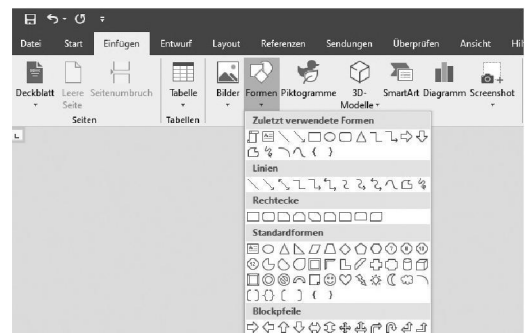 Datei Start Einfügen Entwurf Layout Referenzen Sendungen Überprüfen Ansicht Hil
Deckblatt Leere Seitenumbruch Tabelle Bilder Formen Piktogramme 3D- SmartArt Diagramm Screenshot
Seite Modelle
Seiten Tabellen
Zuletzt verwendete Formen
Linien
Rechtecke
Standardformen
Blockpfeile